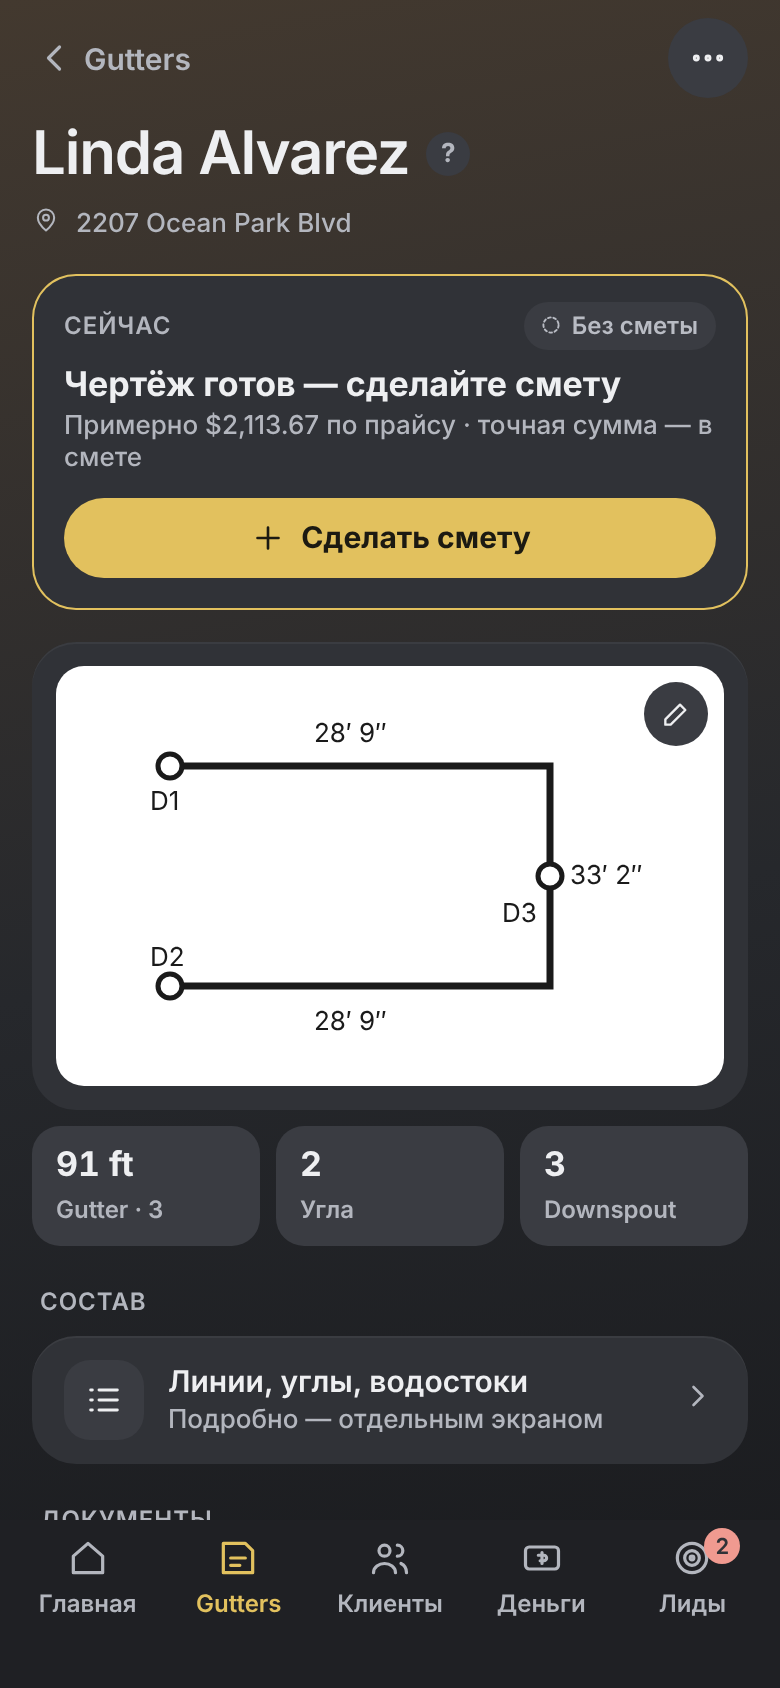 Gutters
Linda Alvarez ?
2207 Ocean Park Blvd
СЕЙЧАС
Без сметы
Чертёж готов — сделайте смету
Примерно $2,113.67 по прайсу · точная сумма — в
смете
+ Сделать смету
28′ 9″
D1
33′ 2″
D3
D2
28′ 9″
91 ft
Gutter · 3
2
Угла
3
Downspout
СОСТАВ
Линии, углы, водостоки
Подробно — отдельным экраном
ДОКУМЕНТЫ
2
Главная
Gutters
Клиенты
Деньги
Лиды